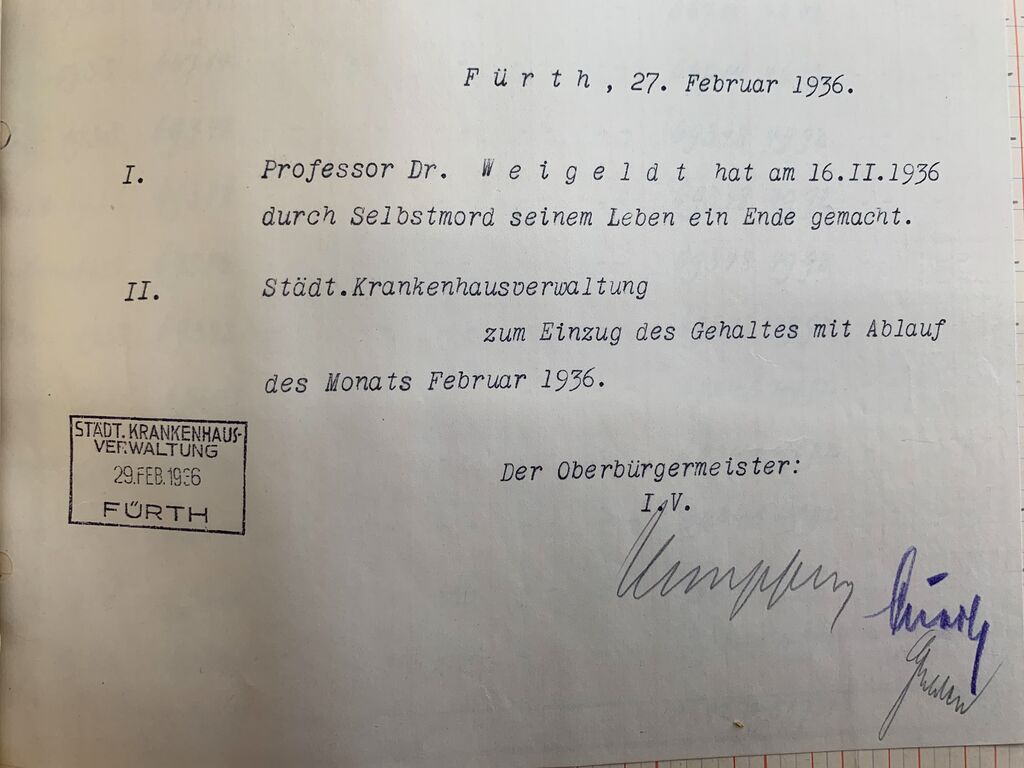 Fürth, 27. Februar 1936.
I. Professor Dr. Weigeldt hat am 16.II.1936
durch Selbstmord seinem Leben ein Ende gemacht.
II. Städt.Krankenhausverwaltung
zum Einzug des Gehaltes mit Ablauf
des Monats Februar 1936.
STÄDT. KRANKENHAUS-
VERWALTUNG
29.FEB.1936
FÜRTH
Der Oberbürgermeister:
I.V.